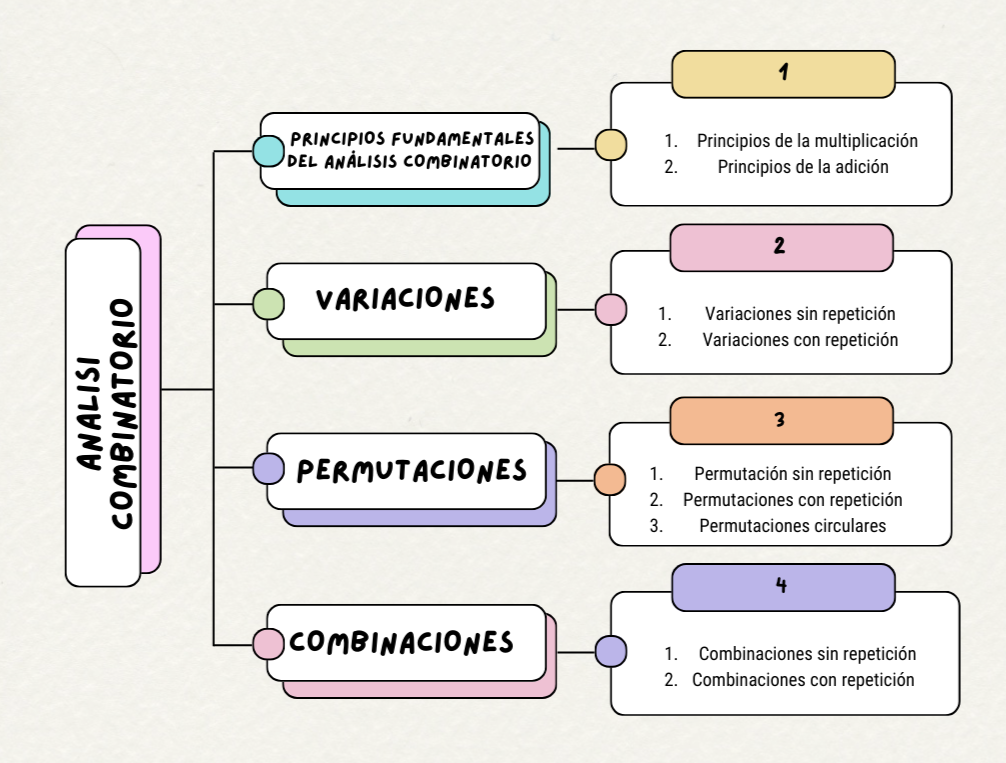 ANALISI
COMBINATORIO
PRINCIPIOS FUNDAMENTALES
DEL ANÁLISIS COMBINATORIO
1
1. Principios de la multiplicación
2. Principios de la adición
VARIACIONES
2
1. Variaciones sin repetición
2. Variaciones con repetición
PERMUTACIONES
3
1. Permutación sin repetición
2. Permutaciones con repetición
3. Permutaciones circulares
COMBINACIONES
4
1. Combinaciones sin repetición
2. Combinaciones con repetición